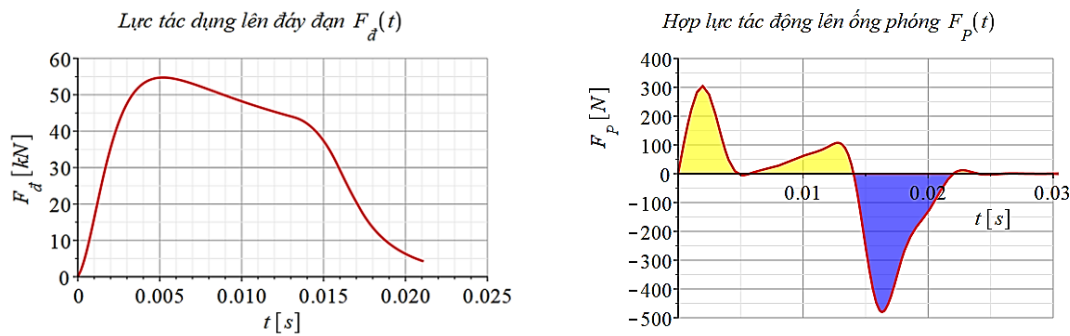 Lực tác dụng lên đáy đạn F_đ(t)
60
50
40
30
20
10
0
F_đ [kN]
0 0.005 0.010 0.015 0.020 0.025
t [s]
Hợp lực tác động lên ống phóng F_P(t)
400
300
200
100
0
−100
−200
−300
−400
−500
F_P [N]
0.01 0.02 0.03
t [s]